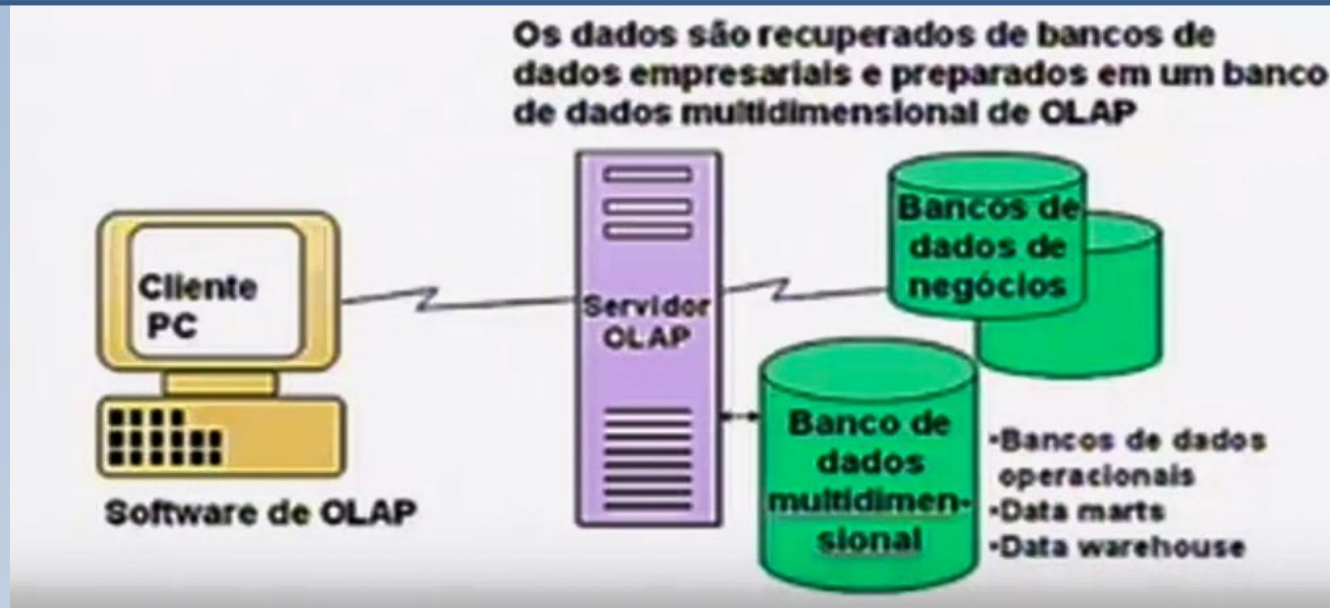 Os dados são recuperados de bancos de
dados empresariais e preparados em um banco
de dados multidimensional de OLAP
Cliente
PC
Software de OLAP
Servidor
OLAP
Bancos de
dados de
negócios
Banco de
dados
multidimen-
sional
•Bancos de dados
operacionais
•Data marts
•Data warehouse